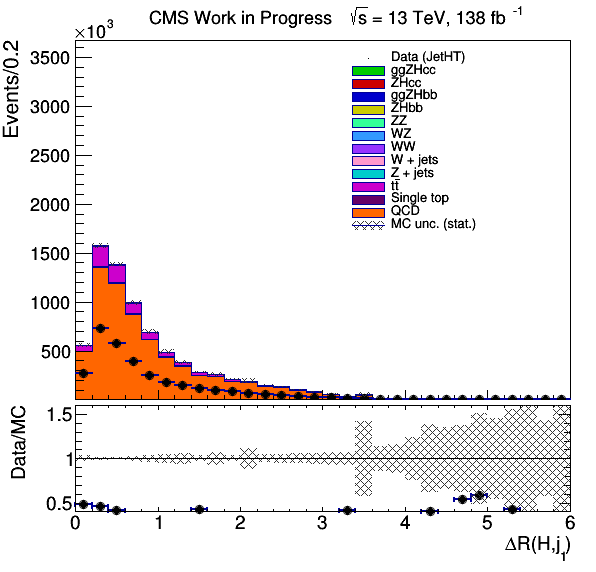 CMS Work in Progress √s = 13 TeV, 138 fb⁻¹
×10³
Events/0.2
3500
3000
2500
2000
1500
1000
500
Data (JetHT)
ggZHcc
ZHcc
ggZHbb
ZHbb
ZZ
WZ
WW
W + jets
Z + jets
tt̄
Single top
QCD
MC unc. (stat.)
Data/MC
1.5
1
0.5
0 1 2 3 4 5 6
ΔR(H,j₁)